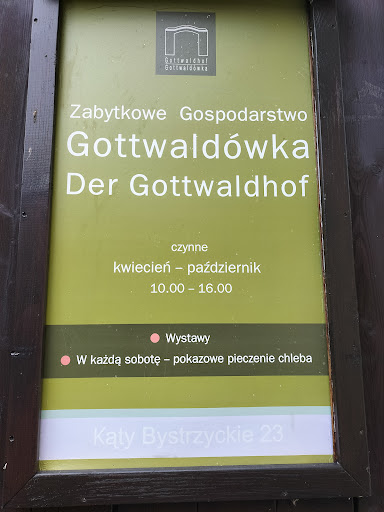 Gottwaldhof
Gottwaldówka
Zabytkowe Gospodarstwo
Gottwaldówka
Der Gottwaldhof
czynne
kwiecień – październik
10.00 – 16.00
Wystawy
W każdą sobotę – pokazowe pieczenie chleba
Kąty Bystrzyckie 23